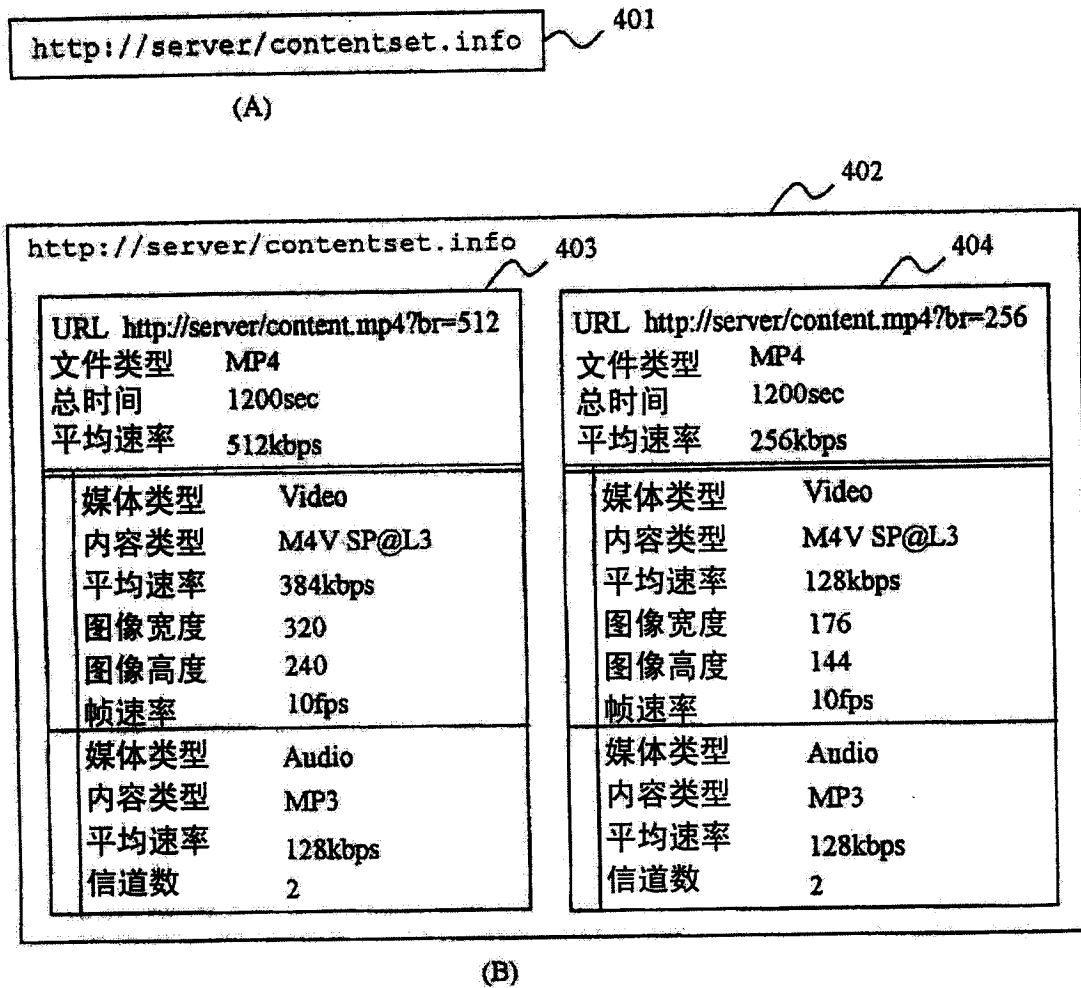 http://server/contentset.info
401
(A)
402
http://server/contentset.info
403
404
URL http://server/content.mp4?br=512
文件类型 MP4
总时间 1200sec
平均速率 512kbps
媒体类型 Video
内容类型 M4V SP@L3
平均速率 384kbps
图像宽度 320
图像高度 240
帧速率 10fps
媒体类型 Audio
内容类型 MP3
平均速率 128kbps
信道数 2
URL http://server/content.mp4?br=256
文件类型 MP4
总时间 1200sec
平均速率 256kbps
媒体类型 Video
内容类型 M4V SP@L3
平均速率 128kbps
图像宽度 176
图像高度 144
帧速率 10fps
媒体类型 Audio
内容类型 MP3
平均速率 128kbps
信道数 2
(B)